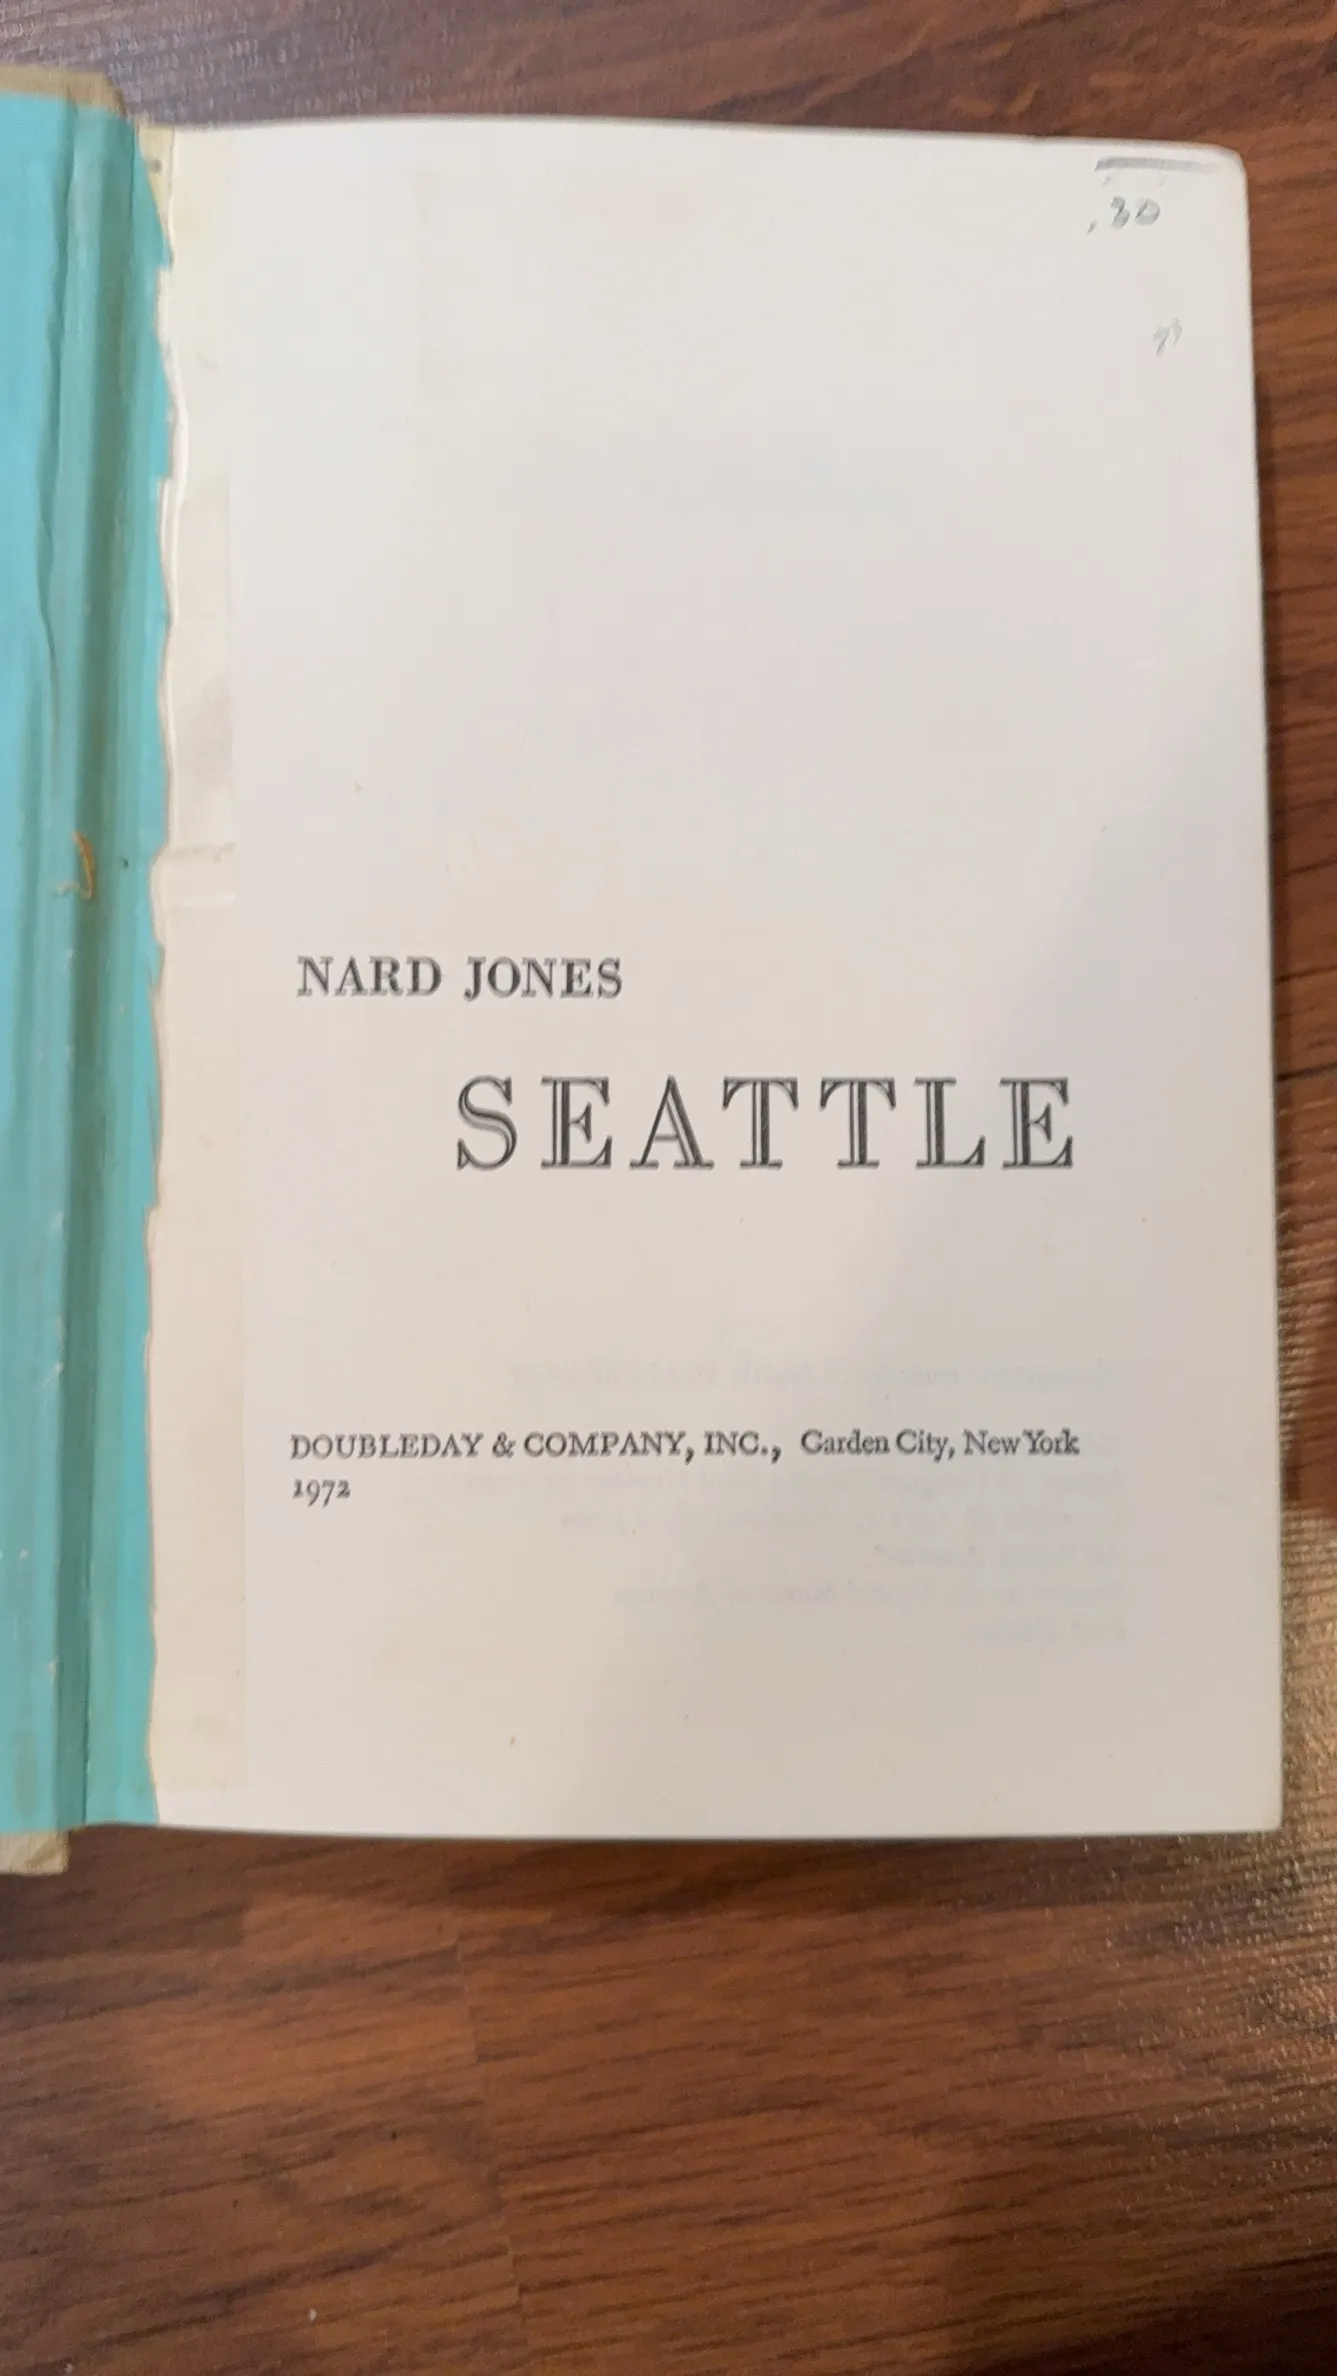 .30
NARD JONES
SEATTLE
DOUBLEDAY & COMPANY, INC., Garden City, New York
1972